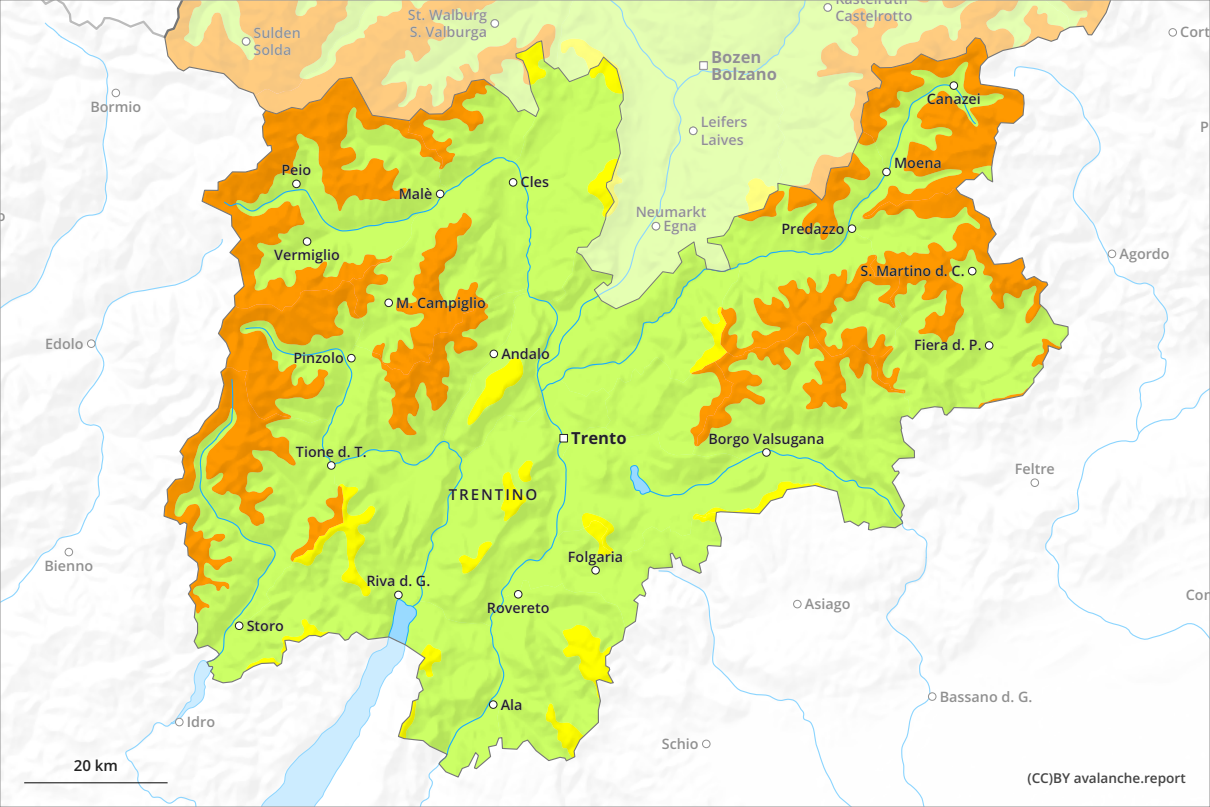 Kastelruth
Castelrotto
St. Walburg
S. Valburga
Sulden
Solda
Cort
Bozen
Bolzano
Bormio
Canazei
Leifers
Laives
Moena
Peio
Malè
Cles
Neumarkt
Egna
Predazzo
Vermiglio
Agordo
S. Martino d. C.
M. Campiglio
Edolo
Pinzolo
Andalo
Fiera d. P.
Trento
Borgo Valsugana
Tione d. T.
Feltre
TRENTINO
Bienno
Folgaria
Riva d. G.
Rovereto
Asiago
Storo
Bassano d. G.
Ala
Idro
Schio
20 km
(CC)BY avalanche.report